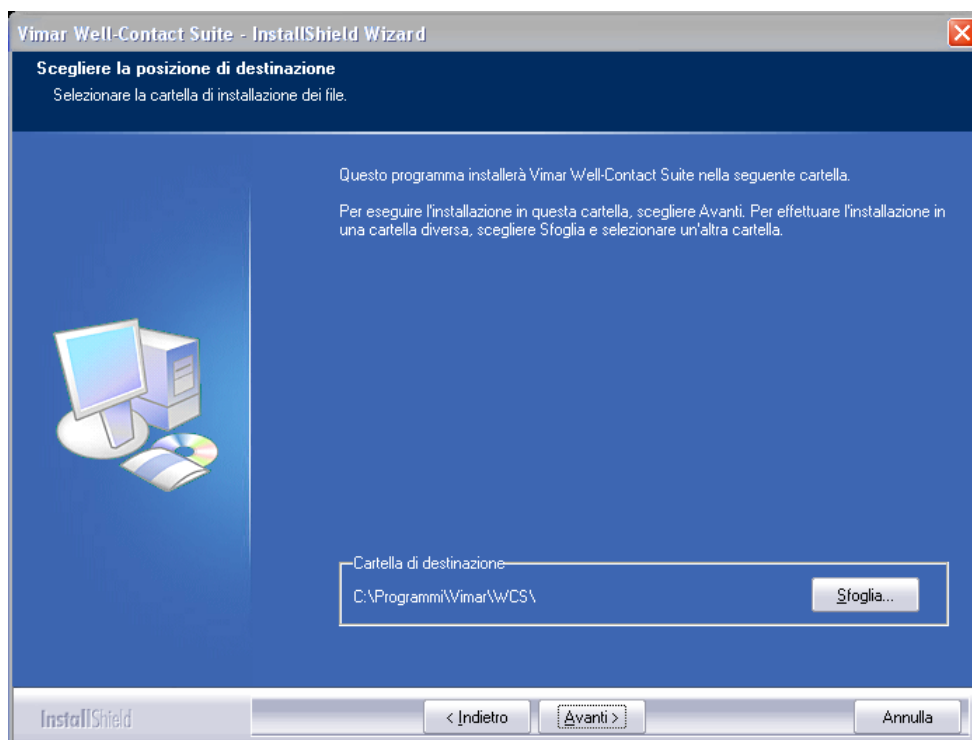 Vimar Well-Contact Suite - InstallShield Wizard
Scegliere la posizione di destinazione
Selezionare la cartella di installazione dei file.
Questo programma installerà Vimar Well-Contact Suite nella seguente cartella.
Per eseguire l'installazione in questa cartella, scegliere Avanti. Per effettuare l'installazione in
una cartella diversa, scegliere Sfoglia e selezionare un'altra cartella.
Cartella di destinazione
C:\Programmi\Vimar\WCS\
Sfoglia...
InstallShield
< Indietro
Avanti >
Annulla